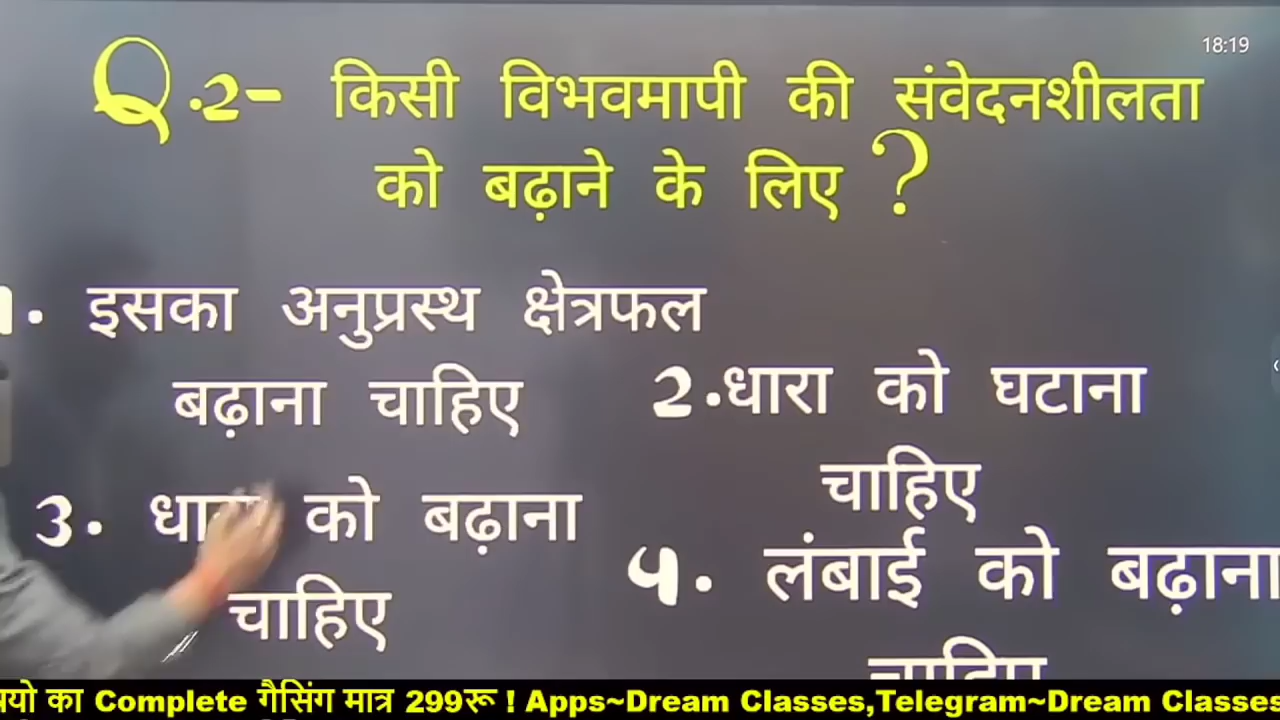 18:19
Q.2- किसी विभवमापी की संवेदनशीलता
को बढ़ाने के लिए ?
1. इसका अनुप्रस्थ क्षेत्रफल
बढ़ाना चाहिए
2.धारा को घटाना
चाहिए
3. धारा को बढ़ाना
चाहिए
4. लंबाई को बढ़ाना
चाहिए
का Complete गैसिंग मात्र 299रू ! Apps~Dream Classes,Telegram~Dream Classes